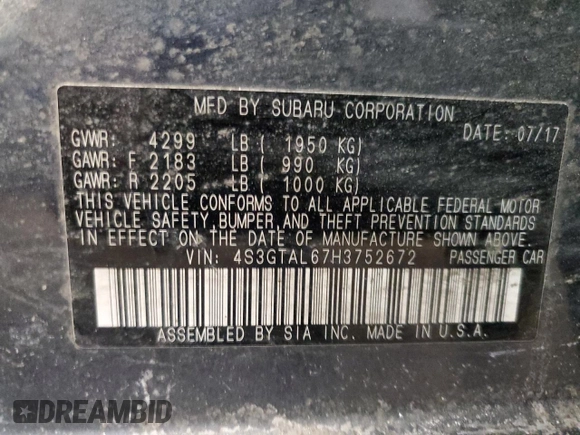 MFD BY SUBARU CORPORATION
DATE: 07/17
GVWR: 4299 LB ( 1950 KG)
GAWR: F 2183 LB ( 990 KG)
GAWR: R 2205 LB ( 1000 KG)
THIS VEHICLE CONFORMS TO ALL APPLICABLE FEDERAL MOTOR
VEHICLE SAFETY, BUMPER, AND THEFT PREVENTION STANDARDS
IN EFFECT ON THE DATE OF MANUFACTURE SHOWN ABOVE.
VIN: 4S3GTAL67H3752672 PASSENGER CAR
ASSEMBLED BY SIA INC. MADE IN U.S.A.
DREAMBID